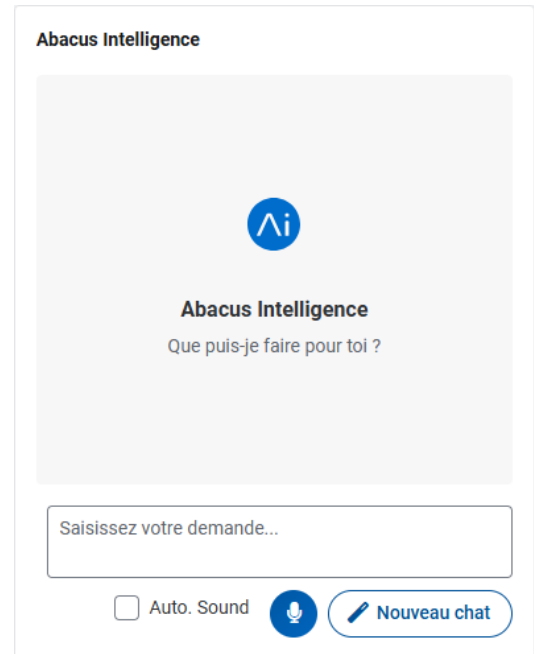 Abacus Intelligence
Ai
Abacus Intelligence
Que puis-je faire pour toi ?
Saisissez votre demande...
Auto. Sound
Nouveau chat